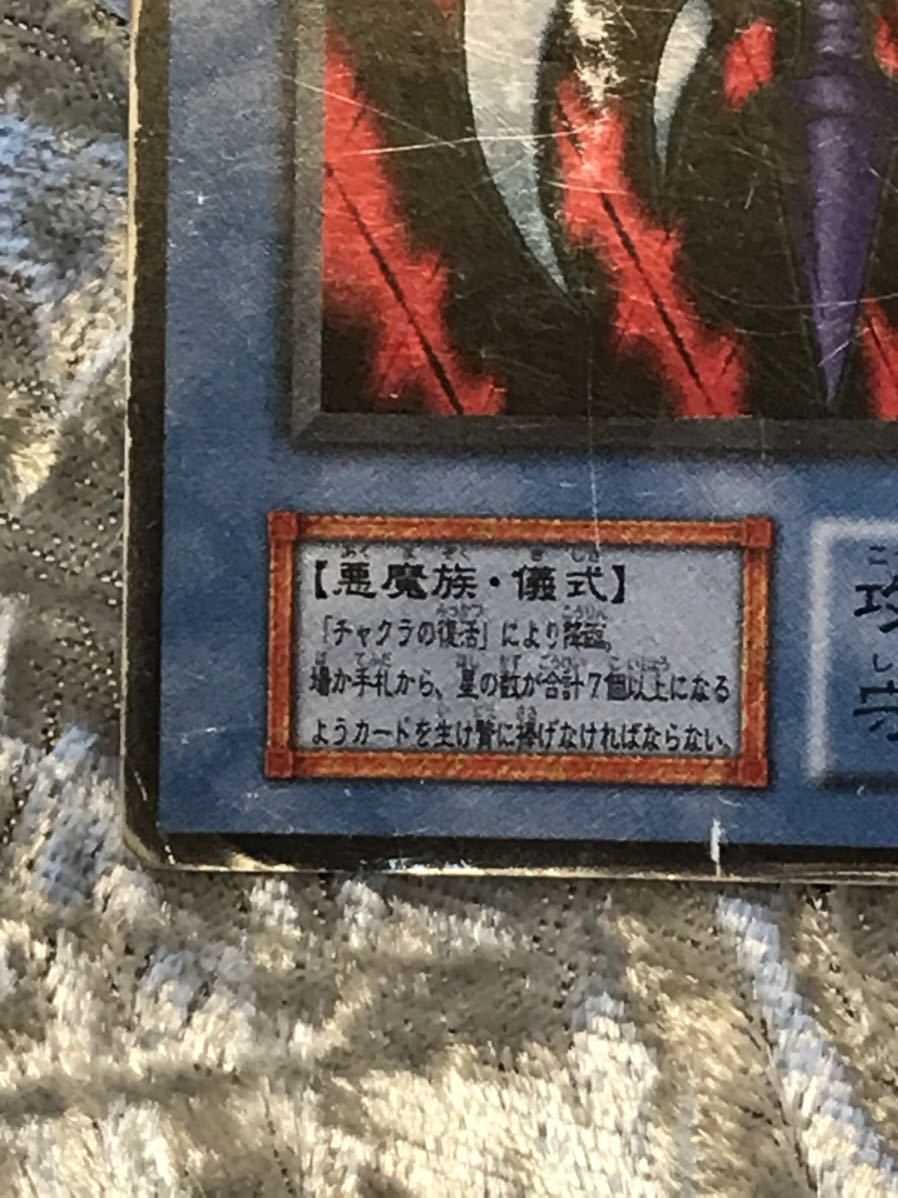 【悪魔族・儀式】
「チャクラの復活」により降臨。
場か手札から、星の数が合計7個以上になる
ようカードを生け贄に捧げなければならない。
攻
守